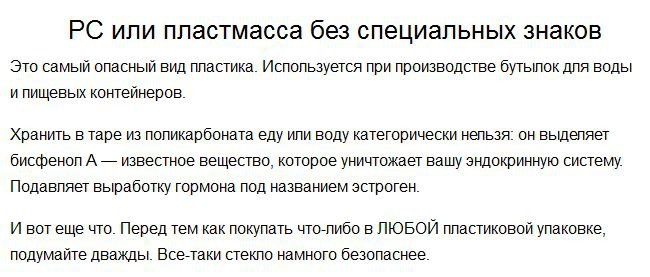 PC или пластмасса без специальных знаков
Это самый опасный вид пластика. Используется при производстве бутылок для воды
и пищевых контейнеров.
Хранить в таре из поликарбоната еду или воду категорически нельзя: он выделяет
бисфенол А — известное вещество, которое уничтожает вашу эндокринную систему.
Подавляет выработку гормона под названием эстроген.
И вот еще что. Перед тем как покупать что-либо в ЛЮБОЙ пластиковой упаковке,
подумайте дважды. Все-таки стекло намного безопаснее.